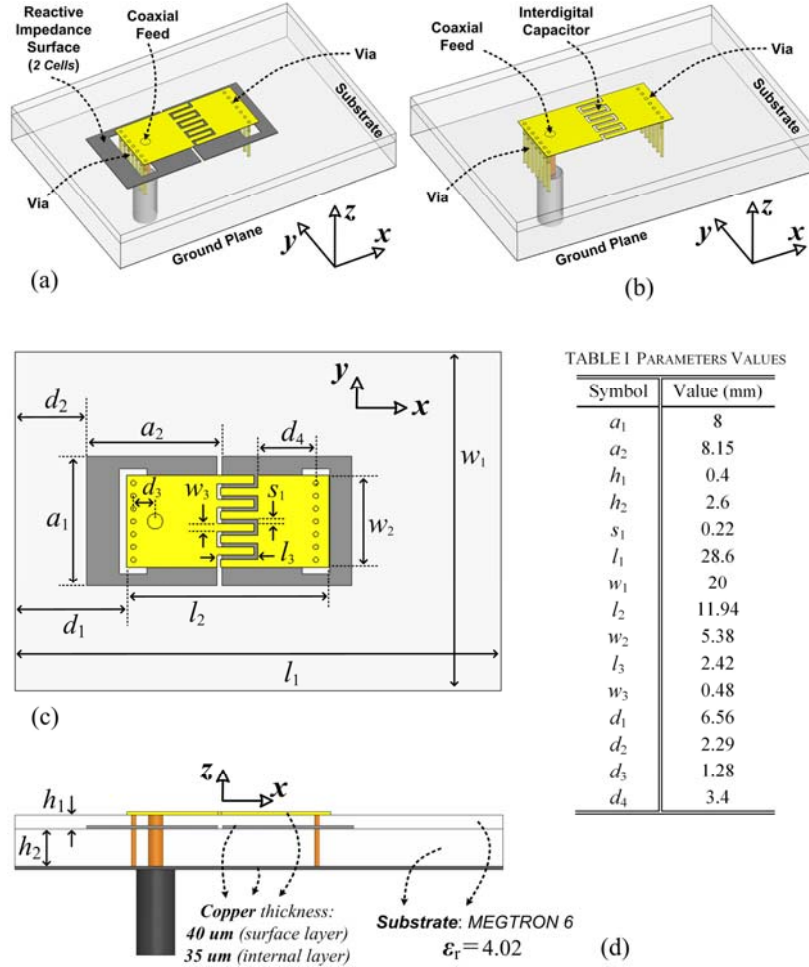 Reactive
Impedance
Surface
(2 Cells)
Coaxial
Feed
Via
Substrate
Via
Ground Plane
z
y
x
(a)
Coaxial
Feed
Interdigital
Capacitor
Via
Substrate
Via
Ground Plane
z
y
x
(b)
y
x
d2
a2
d4
w1
d3
w3
s1
a1
w2
l3
d1
l2
l1
(c)
TABLE I PARAMETERS VALUES
Symbol Value (mm)
a1 8
a2 8.15
h1 0.4
h2 2.6
s1 0.22
l1 28.6
w1 20
l2 11.94
w2 5.38
l3 2.42
w3 0.48
d1 6.56
d2 2.29
d3 1.28
d4 3.4
z
x
h1
h2
Copper thickness:
40 um (surface layer)
35 um (internal layer)
Substrate: MEGTRON 6
εr=4.02
(d)